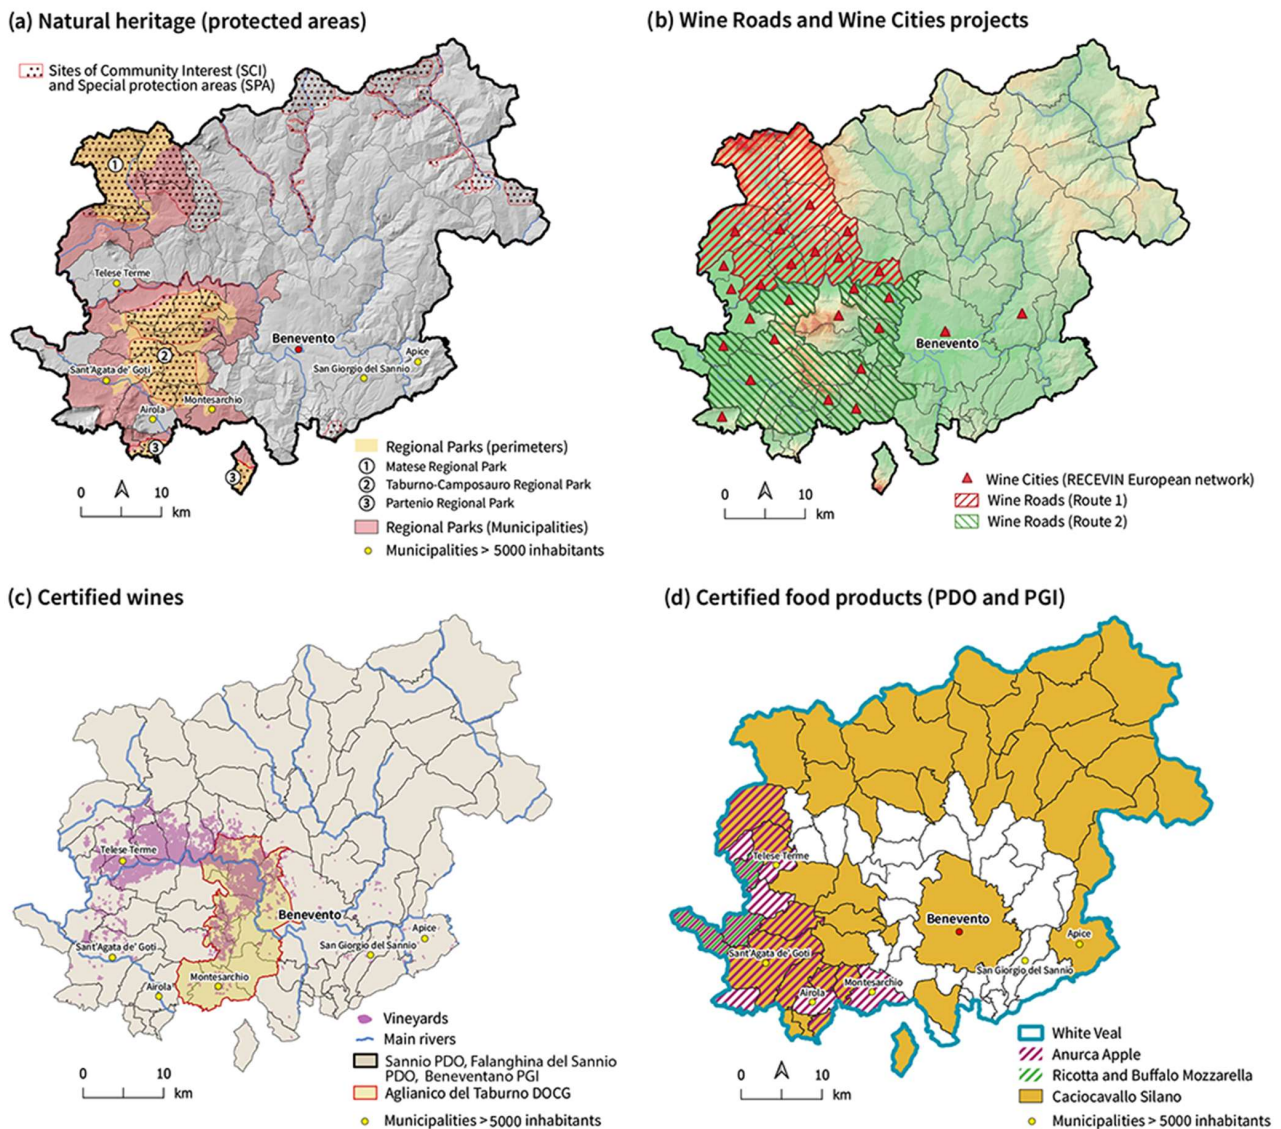 (a) Natural heritage (protected areas)
Sites of Community Interest (SCI)
and Special protection areas (SPA)
1
Telese Terme
Benevento
Apice
2
San Giorgio del Sannio
Sant'Agata de' Goti
Montesarchio
Airola
3
3
Regional Parks (perimeters)
1 Matese Regional Park
2 Taburno-Camposauro Regional Park
3 Partenio Regional Park
Regional Parks (Municipalities)
Municipalities > 5000 inhabitants
0 10
km
(b) Wine Roads and Wine Cities projects
Benevento
Wine Cities (RECEVIN European network)
Wine Roads (Route 1)
Wine Roads (Route 2)
0 10
km
(c) Certified wines
Telese Terme
Benevento
Apice
San Giorgio del Sannio
Sant'Agata de' Goti
Montesarchio
Airola
Vineyards
Main rivers
Sannio PDO, Falanghina del Sannio
PDO, Beneventano PGI
Aglianico del Taburno DOCG
Municipalities > 5000 inhabitants
0 10
km
(d) Certified food products (PDO and PGI)
Telese Terme
Benevento
Apice
Sant'Agata de' Goti
San Giorgio del Sannio
Montesarchio
Airola
White Veal
Anurca Apple
Ricotta and Buffalo Mozzarella
Caciocavallo Silano
Municipalities > 5000 inhabitants
0 10
km